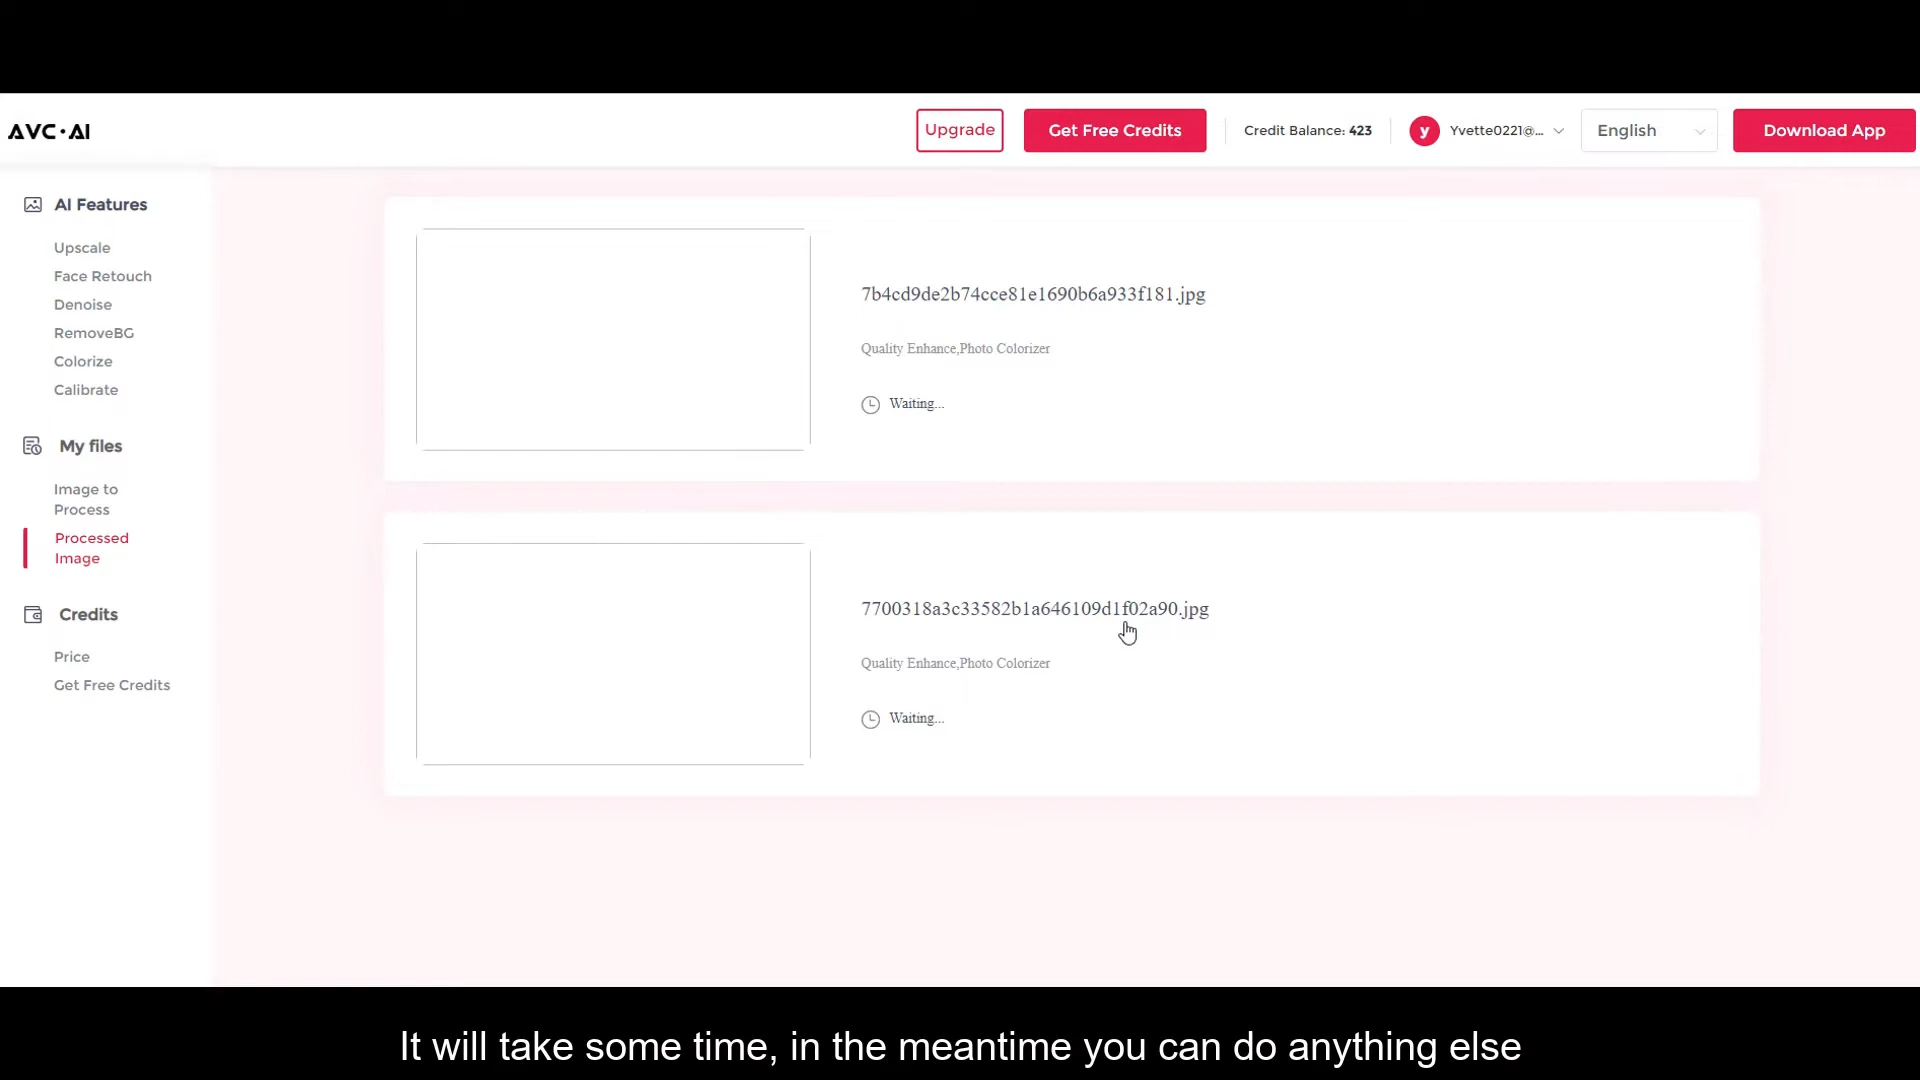 AVC·AI
Upgrade
Get Free Credits
Credit Balance: 423
y
Yvette0221@...
English
Download App
AI Features
Upscale
Face Retouch
Denoise
RemoveBG
Colorize
Calibrate
My files
Image to
Process
Processed
Image
Credits
Price
Get Free Credits
7b4cd9de2b74cce81e1690b6a933f181.jpg
Quality Enhance,Photo Colorizer
Waiting...
7700318a3c33582b1a646109d1f02a90.jpg
Quality Enhance,Photo Colorizer
Waiting...
It will take some time, in the meantime you can do anything else